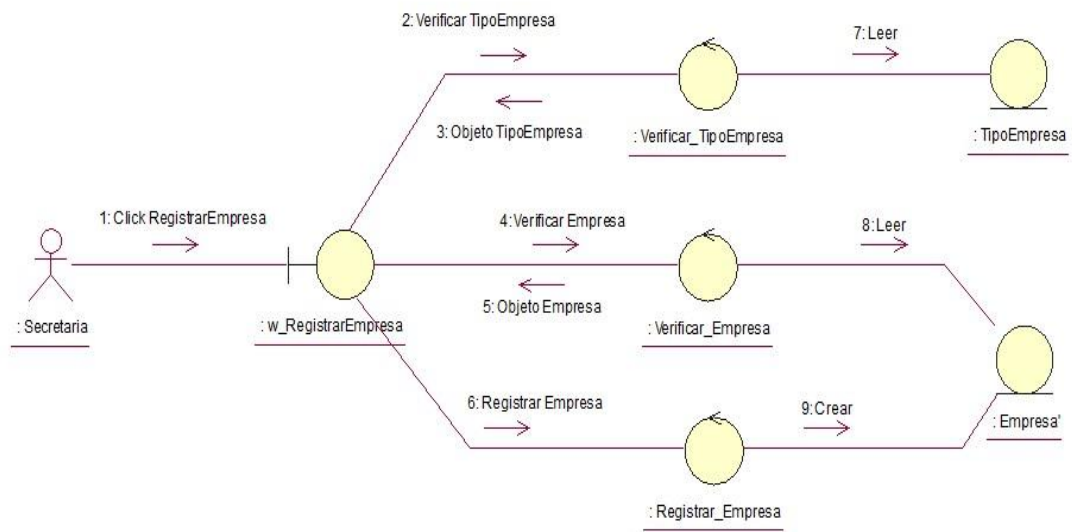 2: Verificar TipoEmpresa
7: Leer
3: Objeto TipoEmpresa
: Verificar_TipoEmpresa
: TipoEmpresa
1: Click RegistrarEmpresa
4: Verificar Empresa
8: Leer
5: Objeto Empresa
: Secretaria
: w_RegistrarEmpresa
: Verificar_Empresa
6: Registrar Empresa
9: Crear
: Empresa'
: Registrar_Empresa